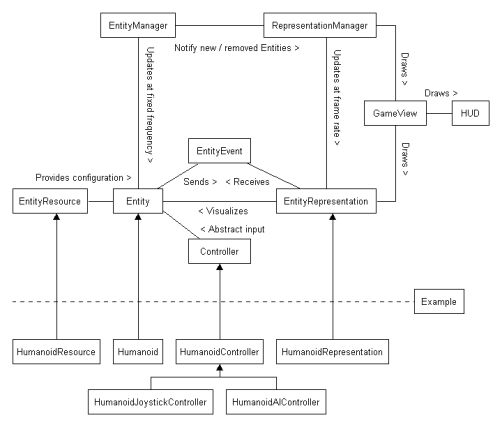 EntityManager
RepresentationManager
Notify new / removed Entities >
Updates at fixed frequency >
Updates at frame rate >
Draws >
Draws >
GameView
HUD
Draws >
EntityEvent
Provides configuration >
Sends >
< Receives
EntityResource
Entity
EntityRepresentation
< Visualizes
< Abstract input
Controller
Example
HumanoidResource
Humanoid
HumanoidController
HumanoidRepresentation
HumanoidJoystickController
HumanoidAIController